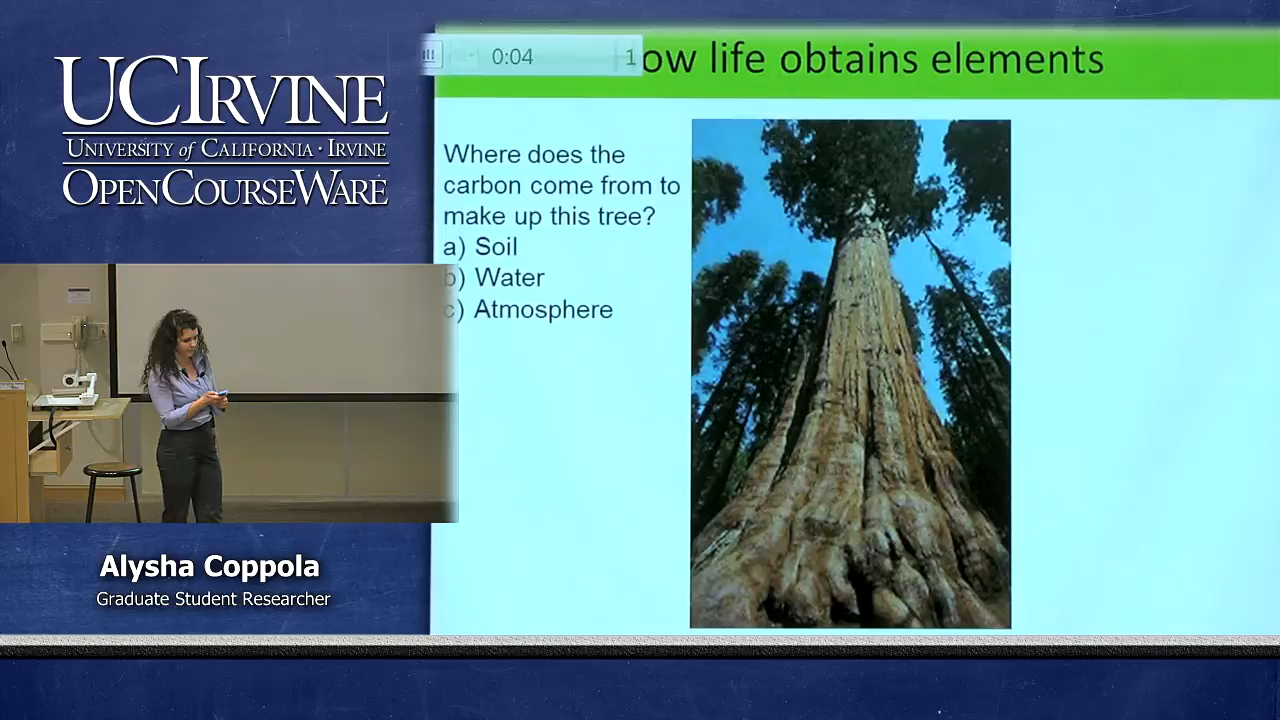 UCIRVINE
UNIVERSITY of CALIFORNIA · IRVINE
OPENCOURSEWARE
0:04
1
ow life obtains elements
Where does the
carbon come from to
make up this tree?
a) Soil
b) Water
c) Atmosphere
Alysha Coppola
Graduate Student Researcher